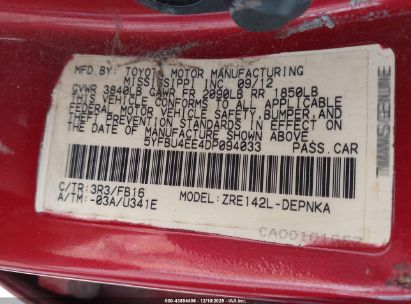 MFD. BY: TOYOTA MOTOR MANUFACTURING
MISSISSIPPI INC. 09/12
GVWR 3840LB GAWR FR 2090LB RR 1850LB
THIS VEHICLE CONFORMS TO ALL APPLICABLE
FEDERAL MOTOR VEHICLE SAFETY, BUMPER, AND
THEFT PREVENTION STANDARDS IN EFFECT ON
THE DATE OF MANUFACTURE SHOWN ABOVE.
5YFBU4EE4DP094033 PASS.CAR
C/TR: 3R3/FB16
A/TM: -03A/U341E
MODEL: ZRE142L-DEPNKA
GENUINE